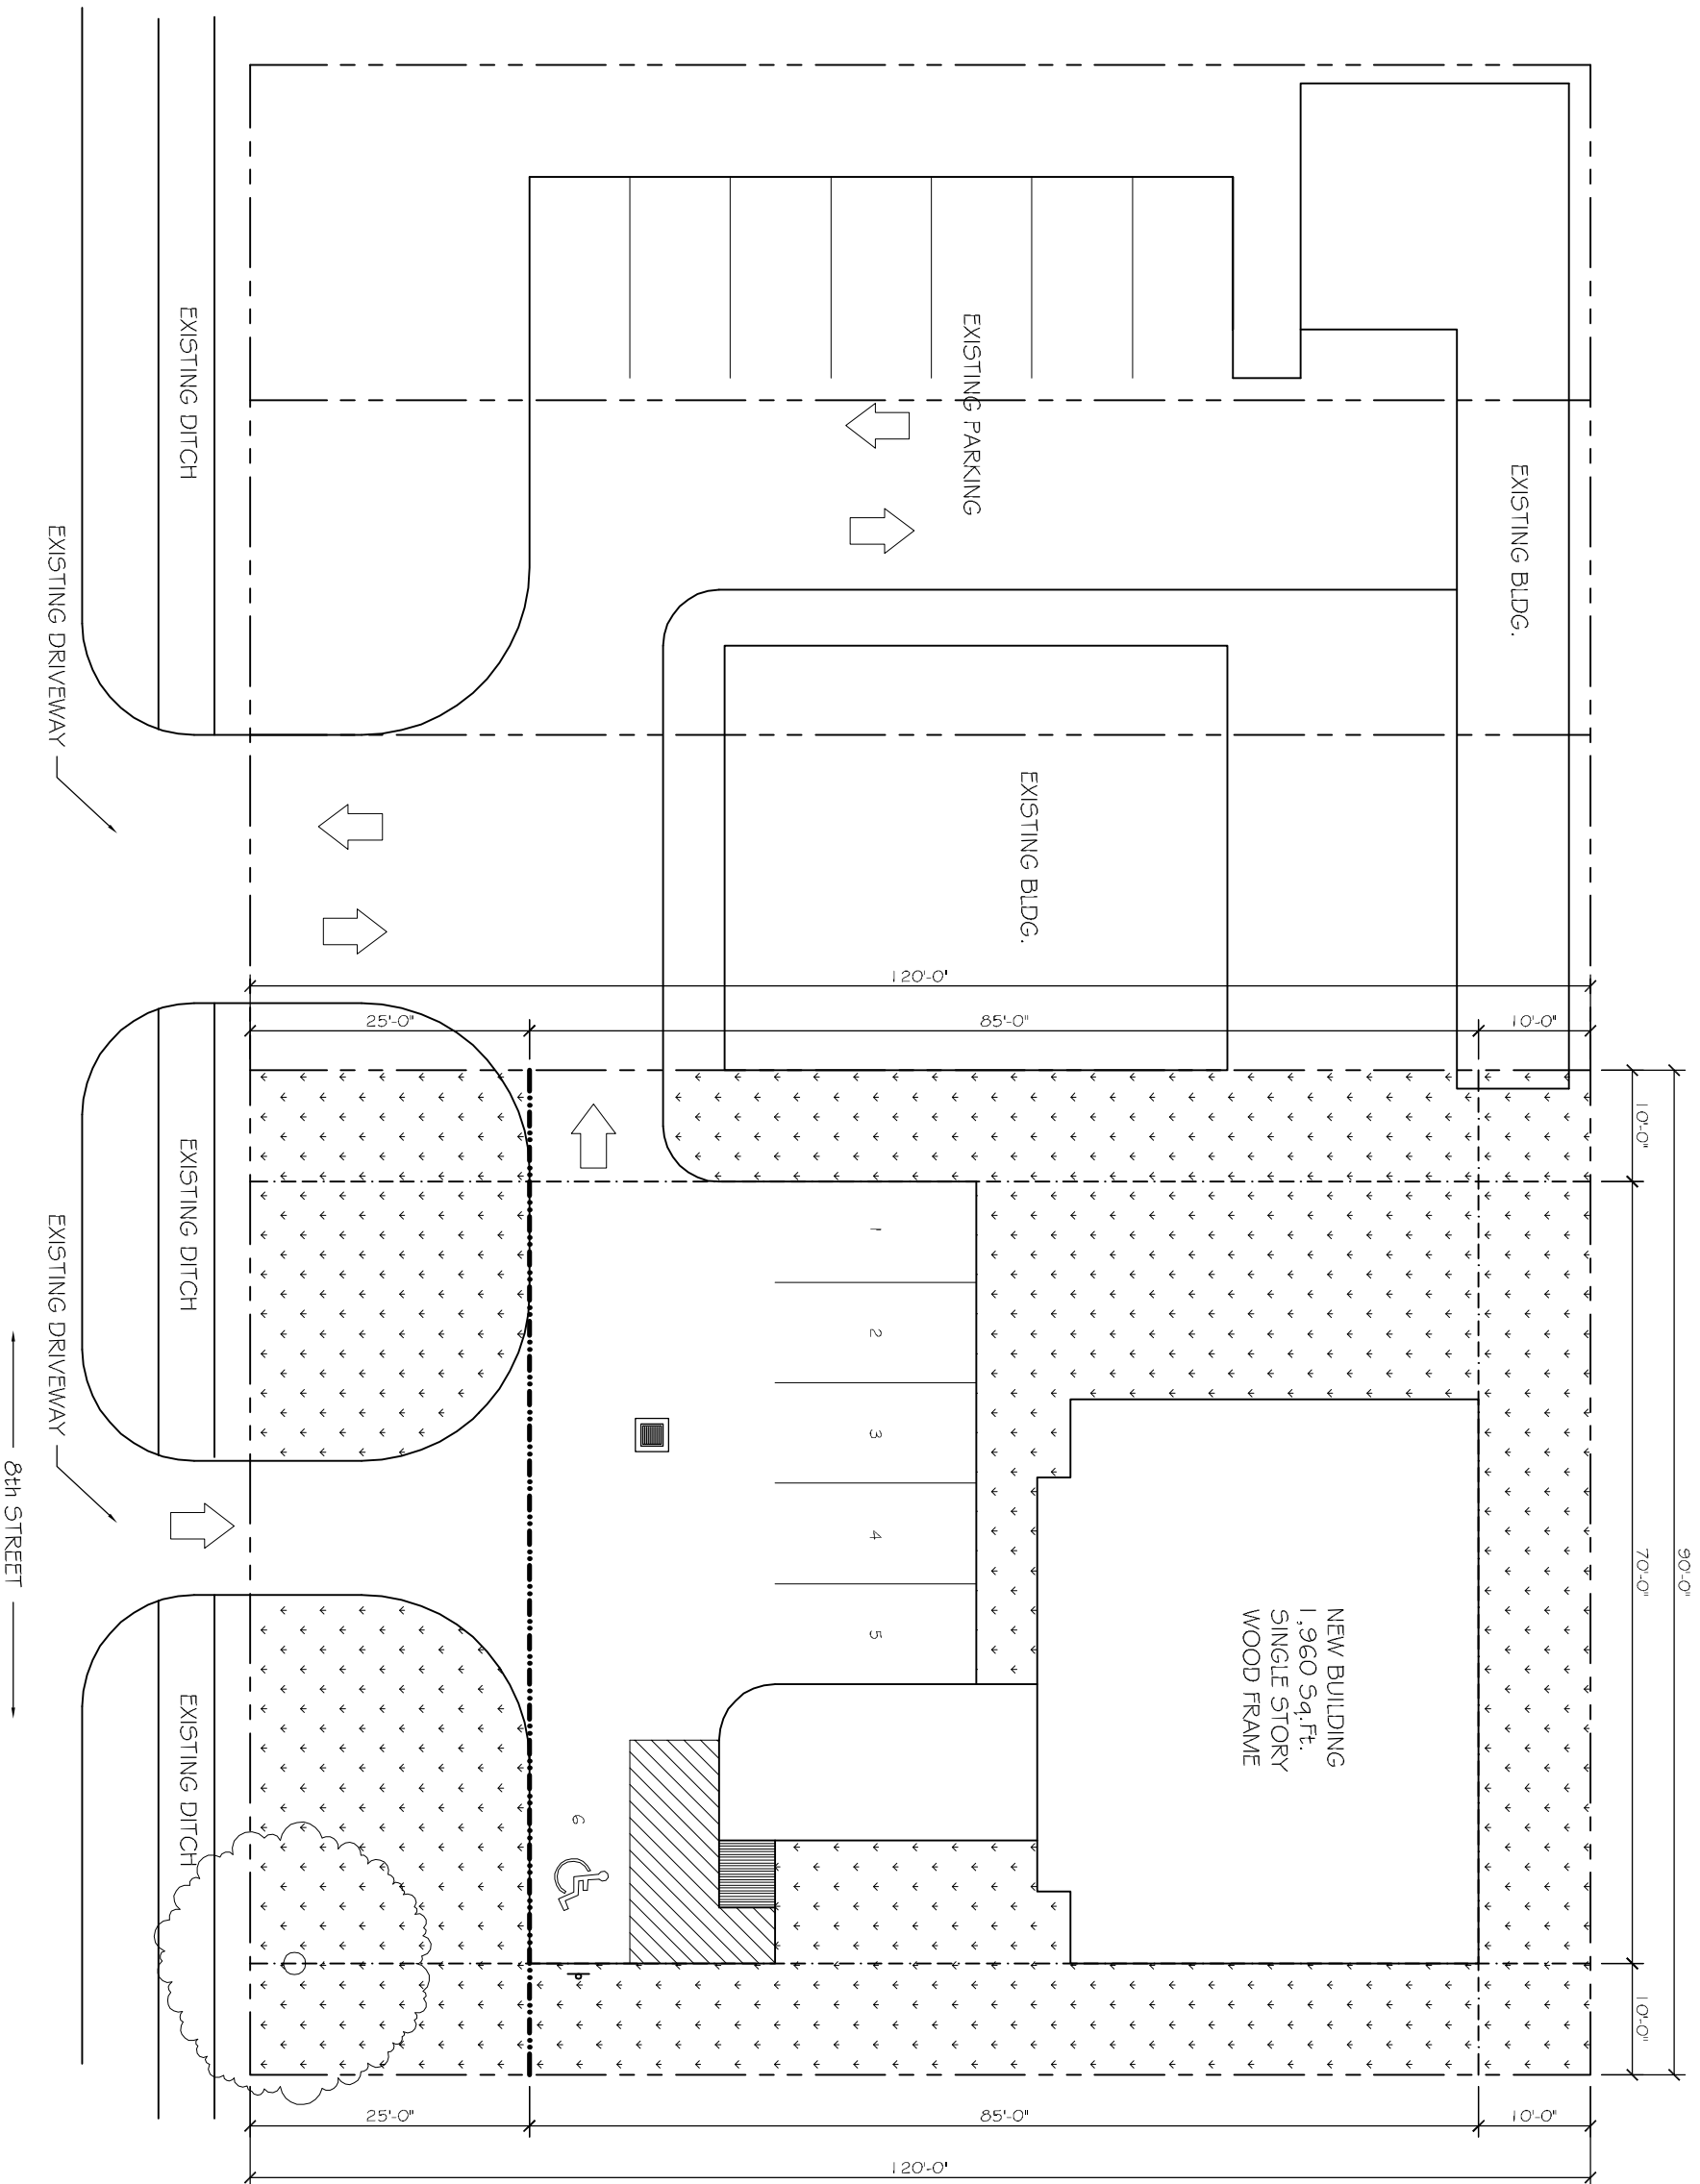 EXISTING BLDG.
EXISTING PARKING
EXISTING BLDG.
EXISTING DITCH
EXISTING DRIVEWAY
120'-0"
25'-0"
85'-0"
10'-0"
90'-0"
10'-0"
70'-0"
10'-0"
NEW BUILDING
1,960 Sq.Ft.
SINGLE STORY
WOOD FRAME
1
2
3
4
5
6
EXISTING DITCH
EXISTING DITCH
EXISTING DRIVEWAY
8th STREET
25'-0"
85'-0"
10'-0"
120'-0"